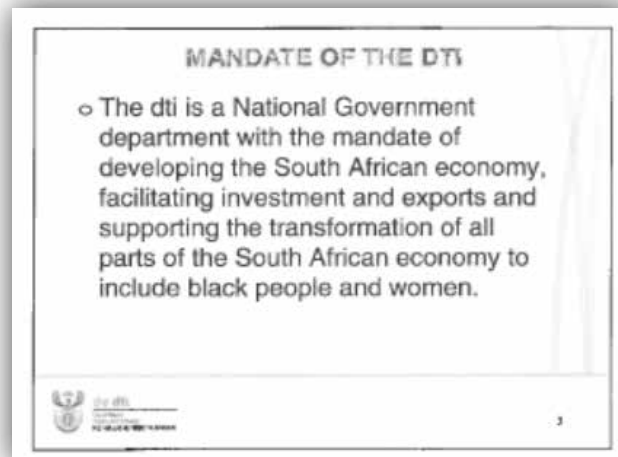 MANDATE OF THE DTI
The dti is a National Government
department with the mandate of
developing the South African economy,
facilitating investment and exports and
supporting the transformation of all
parts of the South African economy to
include black people and women.
the dti
3